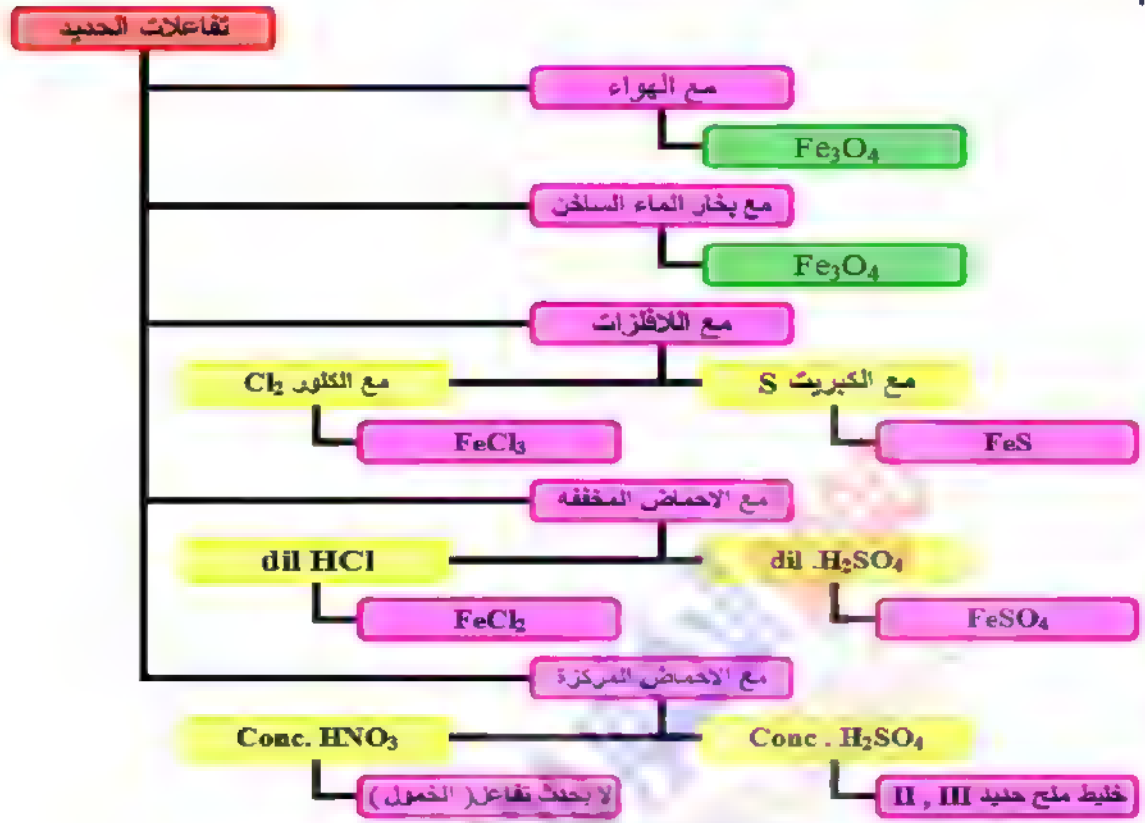 تفاعلات الحديد
مع الهواء
Fe₃O₄
مع بخار الماء الساخن
Fe₃O₄
مع اللافلزات
مع الكبريت S
مع الكلور Cl₂
FeS
FeCl₃
مع الاحماض المخففه
dil .H₂SO₄
dil HCl
FeSO₄
FeCl₂
مع الاحماض المركزة
Conc . H₂SO₄
Conc. HNO₃
خليط ملح حديد II , III
لا يحدث تفاعل( الخمول )